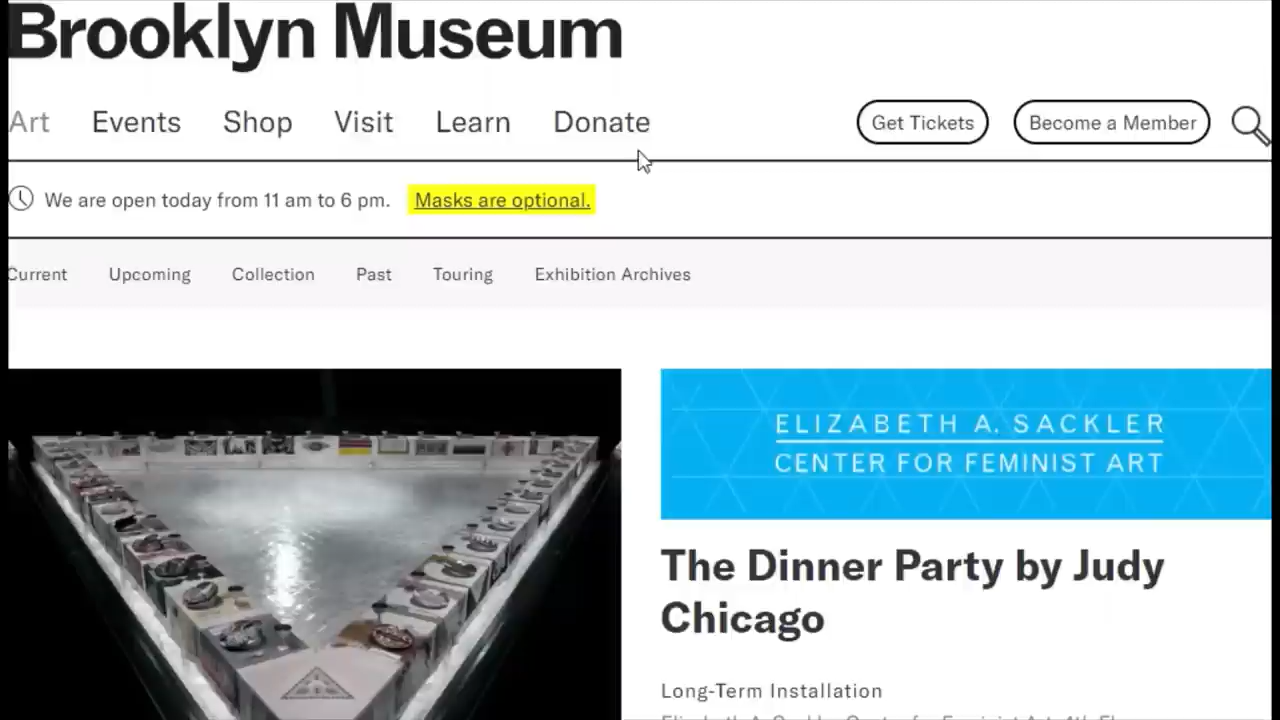 Brooklyn Museum
Art Events Shop Visit Learn Donate Get Tickets Become a Member
We are open today from 11 am to 6 pm. Masks are optional.
Current Upcoming Collection Past Touring Exhibition Archives
ELIZABETH A. SACKLER
CENTER FOR FEMINIST ART
The Dinner Party by Judy
Chicago
Long-Term Installation